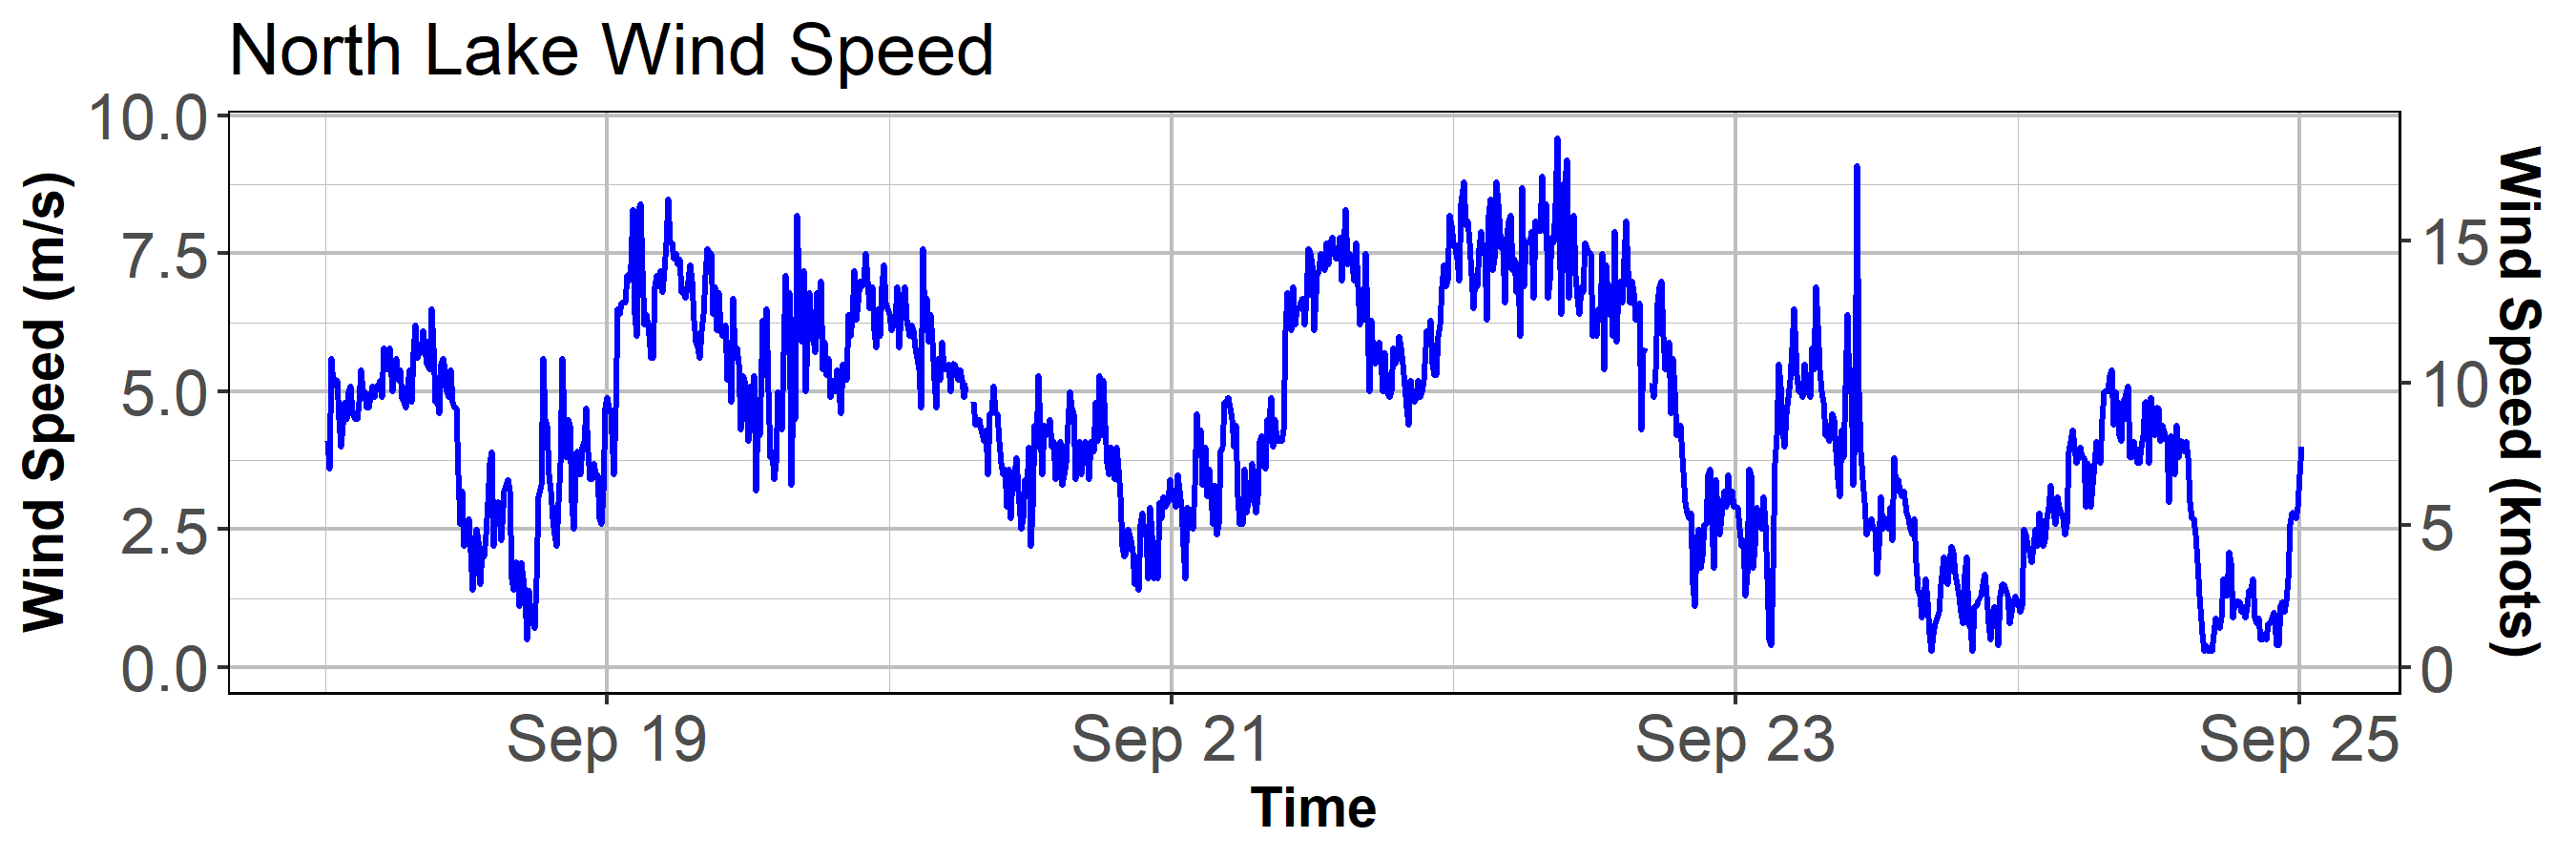 North Lake Wind Speed
Wind Speed (m/s)
10.0
7.5
5.0
2.5
0.0
Wind Speed (knots)
15
10
5
0
Sep 19 Sep 21 Sep 23 Sep 25
Time